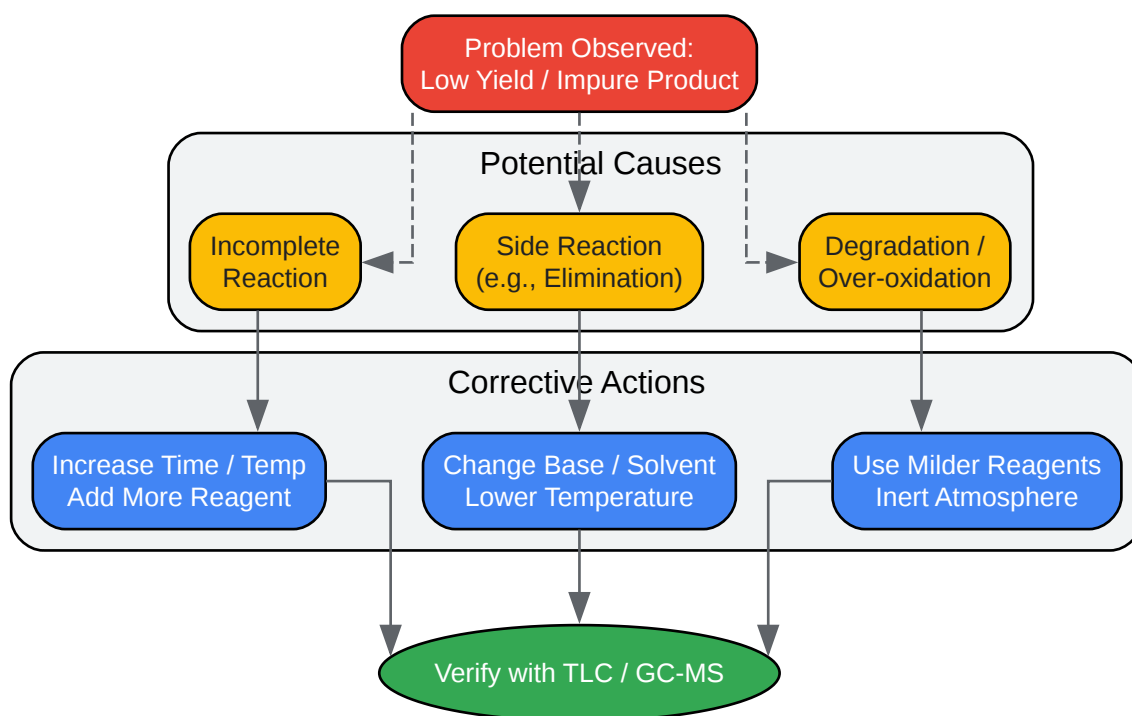 Problem Observed:
Low Yield / Impure Product
Potential Causes
Incomplete
Reaction
Side Reaction
(e.g., Elimination)
Degradation /
Over-oxidation
Corrective Actions
Increase Time / Temp
Add More Reagent
Change Base / Solvent
Lower Temperature
Use Milder Reagents
Inert Atmosphere
Verify with TLC / GC-MS